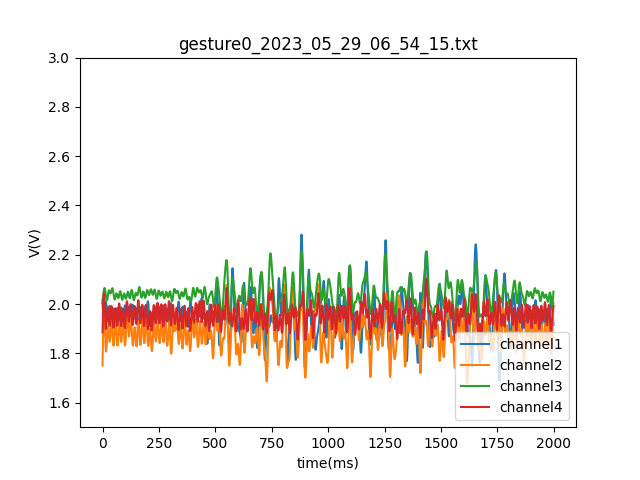 gesture0_2023_05_29_06_54_15.txt
3.0
2.8
2.6
2.4
2.2
2.0
1.8
1.6
V(V)
channel1
channel2
channel3
channel4
0 250 500 750 1000 1250 1500 1750 2000
time(ms)